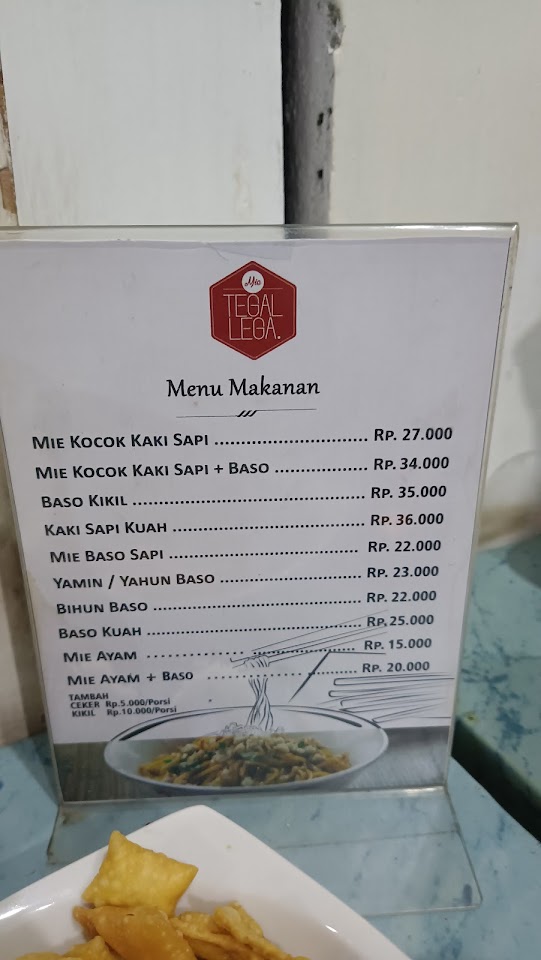 Mie
TEGAL
LEGA.
Menu Makanan
MIE KOCOK KAKI SAPI ................................ RP. 27.000
MIE KOCOK KAKI SAPI + BASO ................... RP. 34.000
BASO KIKIL ................................................ RP. 35.000
KAKI SAPI KUAH ........................................ RP. 36.000
MIE BASO SAPI ....................................... RP. 22.000
YAMIN / YAHUN BASO ............................. RP. 23.000
BIHUN BASO ........................................... RP. 22.000
BASO KUAH ............................................ RP.25.000
MIE AYAM .............................. RP. 15.000
MIE AYAM + BASO .............................. RP. 20.000
TAMBAH
CEKER Rp.5.000/Porsi
KIKIL Rp.10.000/Porsi